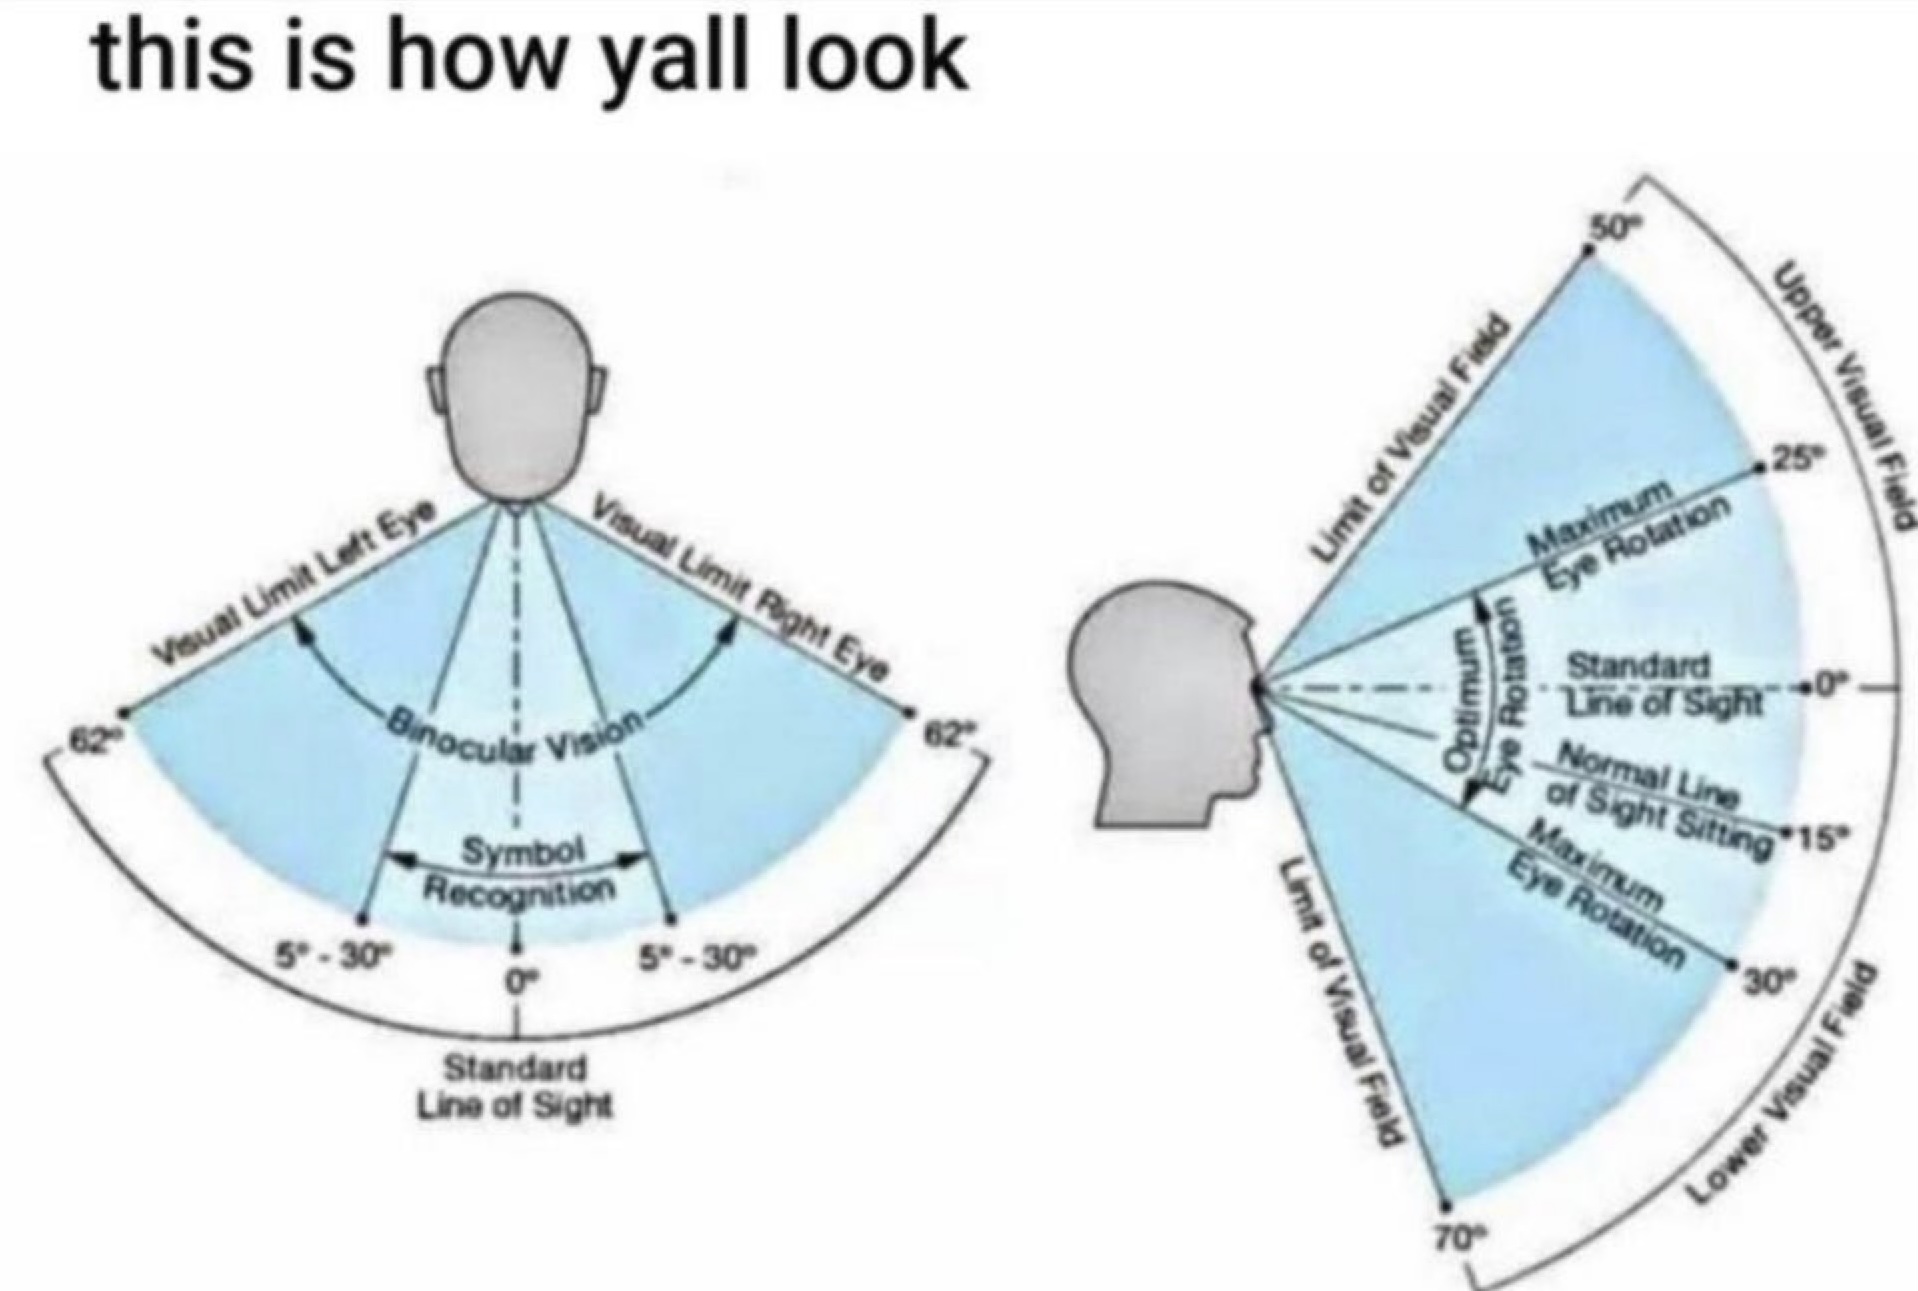 this is how yall look
Visual Limit Left Eye
Visual Limit Right Eye
62°
62°
Binocular Vision
Symbol
Recognition
5° - 30°
0°
5° - 30°
Standard
Line of Sight
50°
Upper Visual Field
Limit of Visual Field
25°
Maximum
Eye Rotation
Optimum
Eye Rotation
Standard
Line of Sight
0°
Normal Line
of Sight Sitting
15°
Maximum
Eye Rotation
30°
Limit of Visual Field
Lower Visual Field
70°